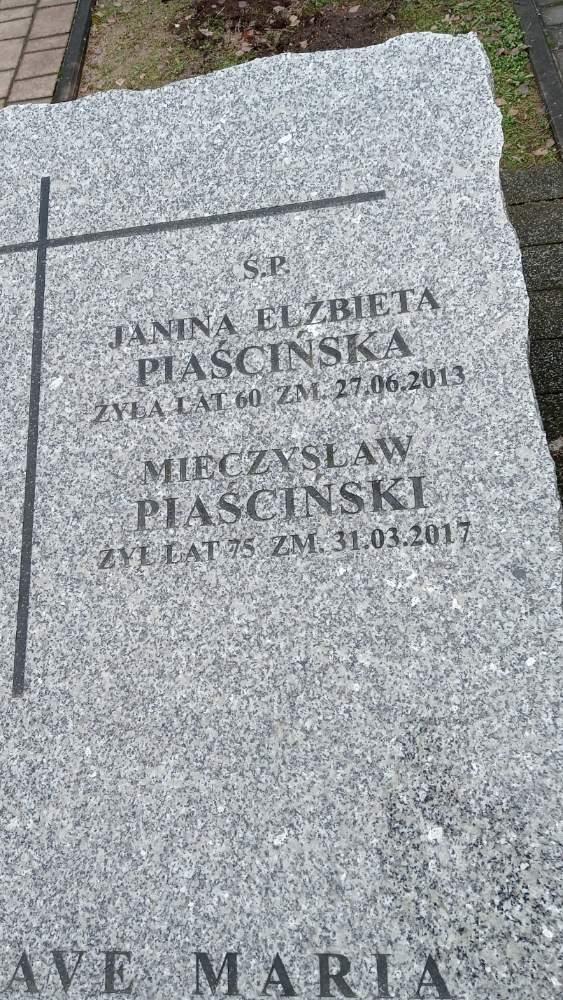 Ś.P.
JANINA ELŻBIETA
PIAŚCIŃSKA
ŻYŁA LAT 60 ZM. 27.06.2013
MIECZYSŁAW
PIAŚCIŃSKI
ŻYŁ LAT 75 ZM. 31.03.2017
AVE MARIA